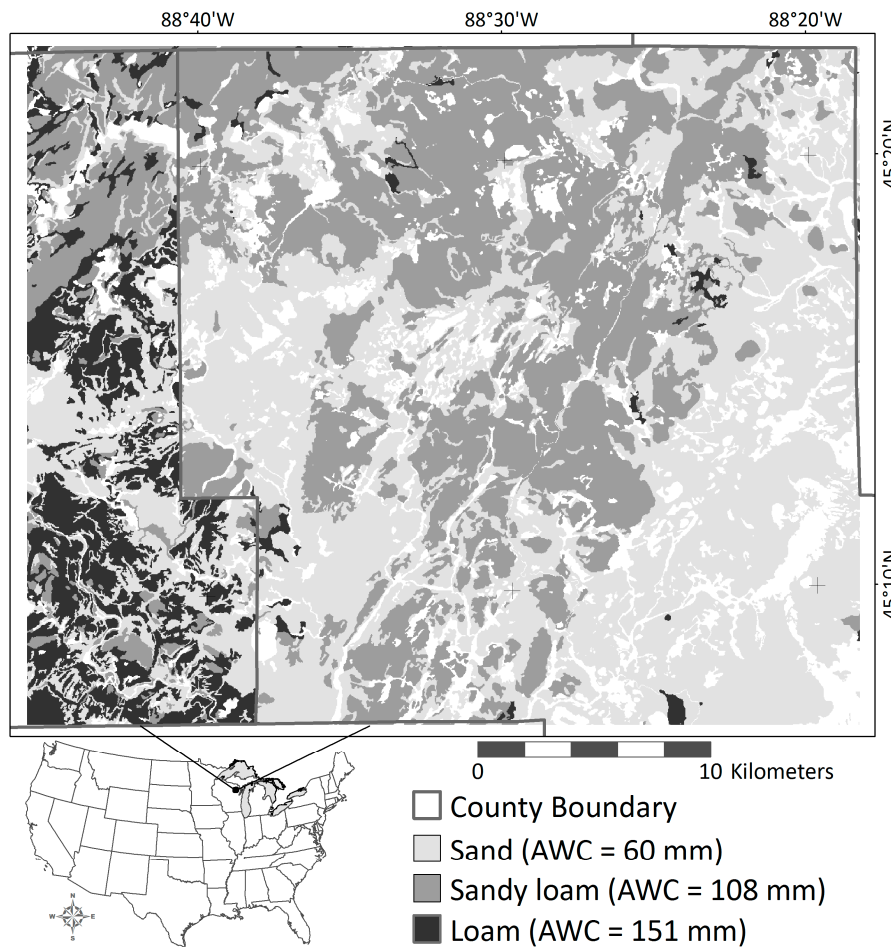 88°40'W 88°30'W 88°20'W
45°20'N
45°10'N
0 10 Kilometers
County Boundary
Sand (AWC = 60 mm)
Sandy loam (AWC = 108 mm)
Loam (AWC = 151 mm)
N
W E
S